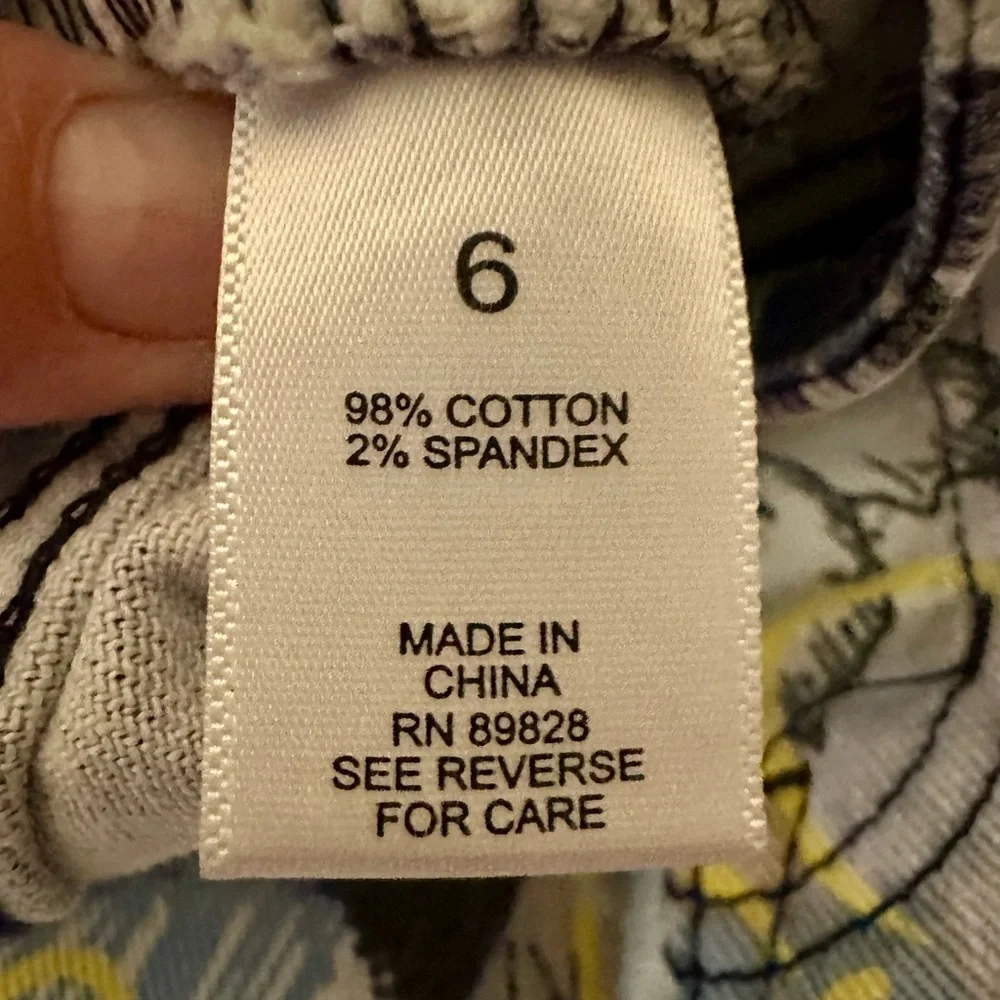 6
98% COTTON
2% SPANDEX
MADE IN
CHINA
RN 89828
SEE REVERSE
FOR CARE